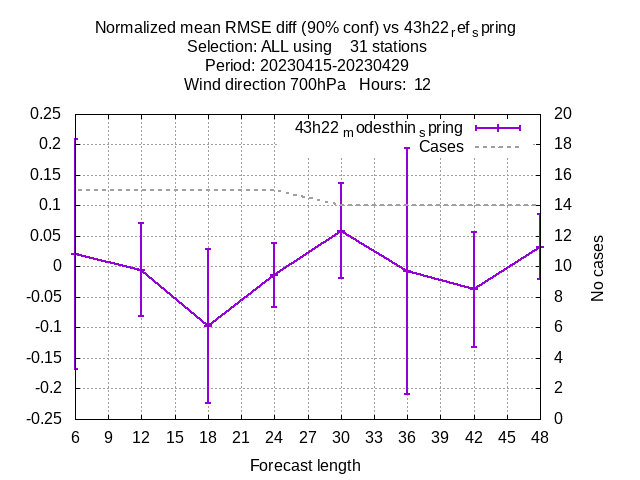 Normalized mean RMSE diff (90% conf) vs 43h22refspring
Selection: ALL using 31 stations
Period: 20230415-20230429
Wind direction 700hPa Hours: 12
0.25 20
43h22modesthinspring
0.2 18
Cases
0.15 16
0.1 14
0.05 12
0 10
-0.05 8
-0.1 6
-0.15 4
-0.2 2
-0.25 0
No cases
6 9 12 15 18 21 24 27 30 33 36 39 42 45 48
Forecast length